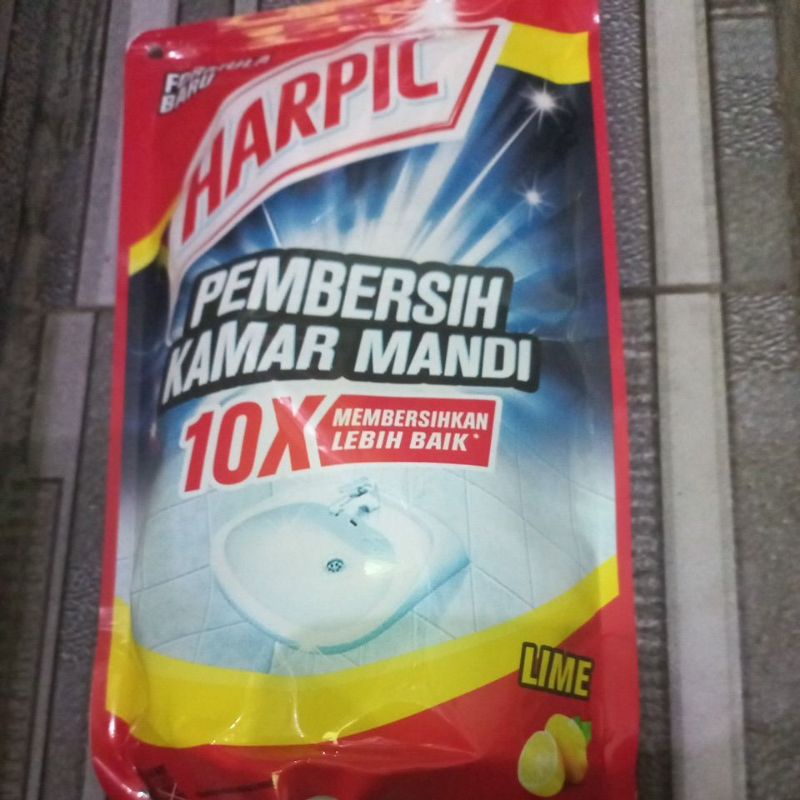 FORMULA
BARU
HARPIC
PEMBERSIH
KAMAR MANDI
10X
MEMBERSIHKAN
LEBIH BAIK*
LIME